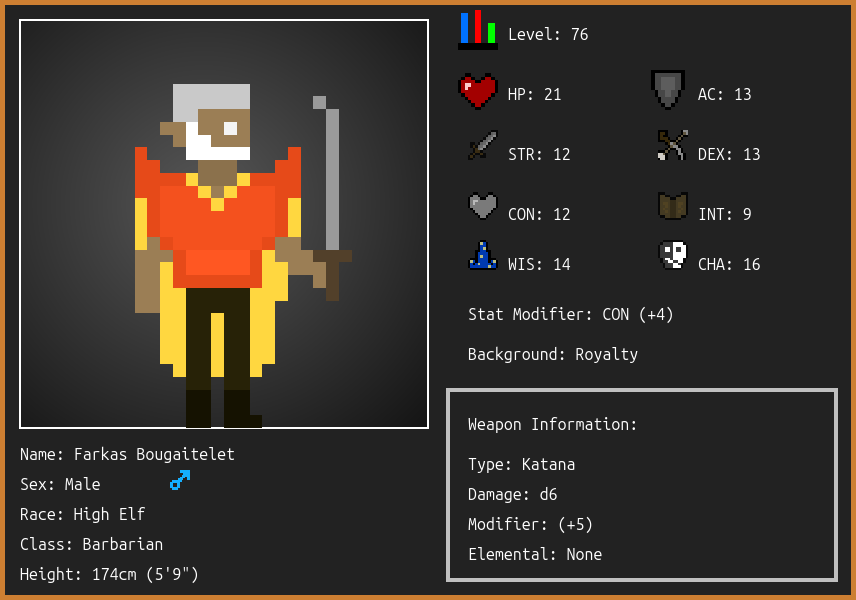 Level: 76
HP: 21
AC: 13
STR: 12
DEX: 13
CON: 12
INT: 9
WIS: 14
CHA: 16
Stat Modifier: CON (+4)
Background: Royalty
Weapon Information:
Type: Katana
Damage: d6
Modifier: (+5)
Elemental: None
Name: Farkas Bougaitelet
Sex: Male
Race: High Elf
Class: Barbarian
Height: 174cm (5'9")